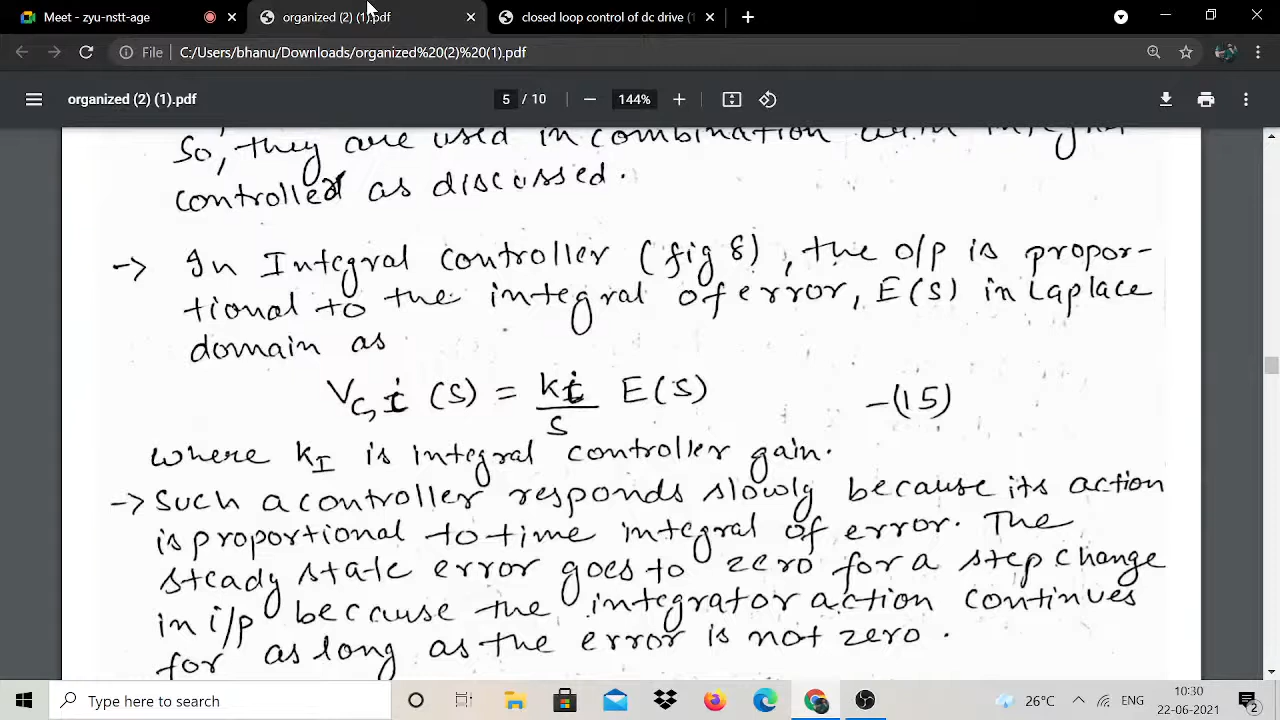 Meet - zyu-nstt-age
organized (2) (1).pdf
closed loop control of dc drive (1
File
C:/Users/bhanu/Downloads/organized%20(2)%20(1).pdf
organized (2) (1).pdf
5 / 10
144%
So, they are used in combination with integral
controller as discussed.
-> In Integral controller (fig 8), the o/p is propor-
tional to the integral of error, E(s) in Laplace
domain as
Vc,i (s) = ki/s E(s) -(15)
where kI is integral controller gain.
-> Such a controller responds slowly because its action
is proportional to time integral of error. The
steady state error goes to zero for a step change
in i/p because the integrator action continues
for as long as the error is not zero.
Type here to search
26°C
ENG
10:30
22-06-2021
2